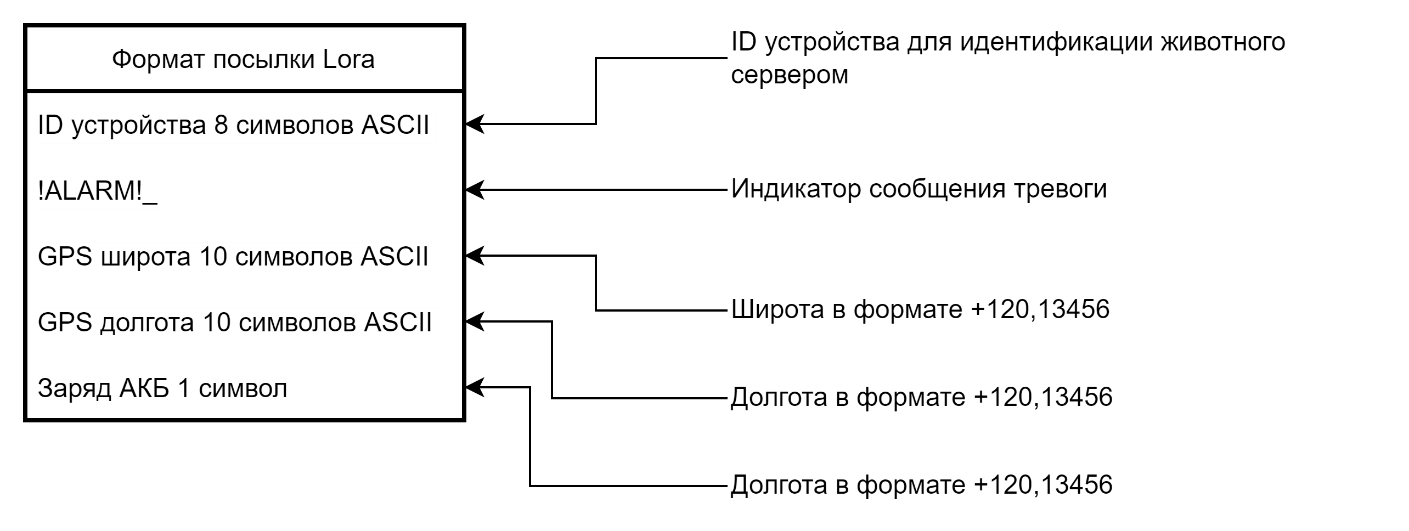 Формат посылки Lora
ID устройства 8 символов ASCII
!ALARM!_
GPS широта 10 символов ASCII
GPS долгота 10 символов ASCII
Заряд АКБ 1 символ
ID устройства для идентификации животного
сервером
Индикатор сообщения тревоги
Широта в формате +120,13456
Долгота в формате +120,13456
Долгота в формате +120,13456